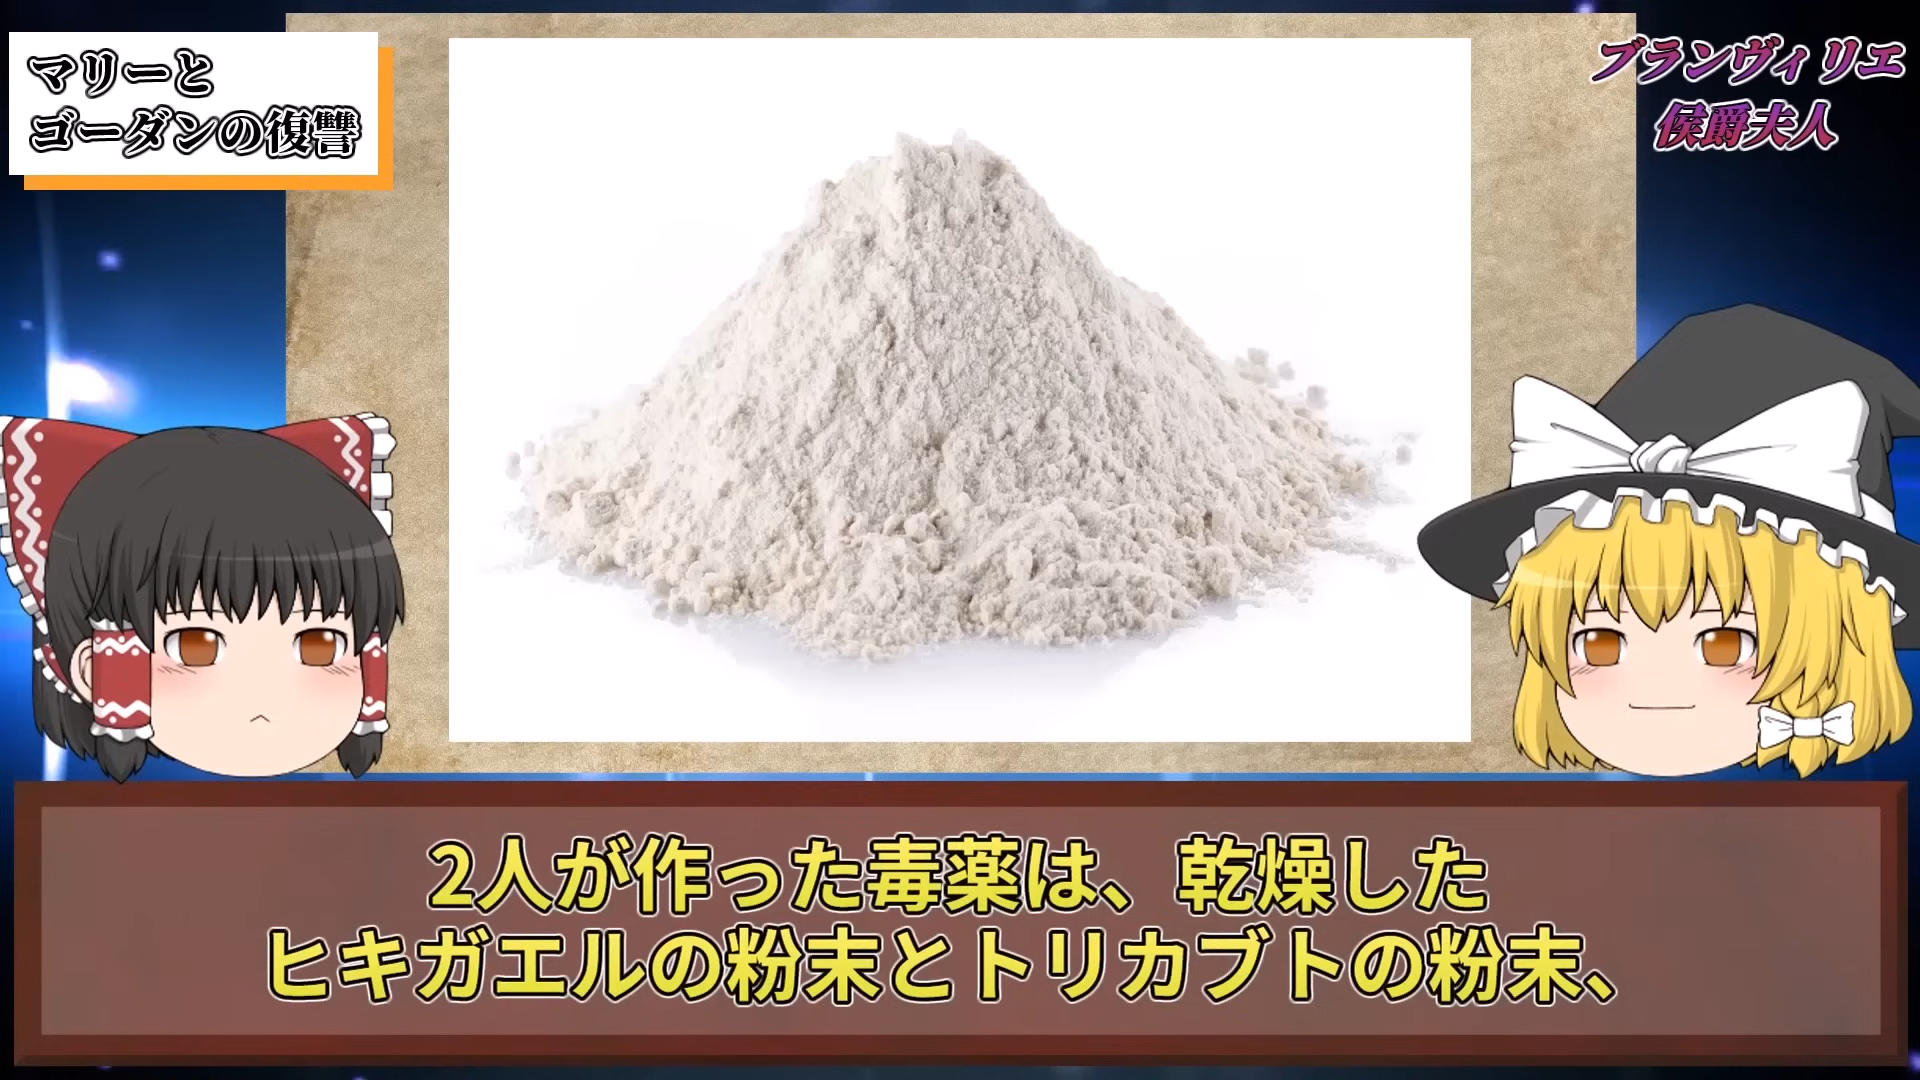 マリーと
ゴーダンの復讐
ブランヴィリエ
侯爵夫人
2人が作った毒薬は、乾燥した
ヒキガエルの粉末とトリカブトの粉末、